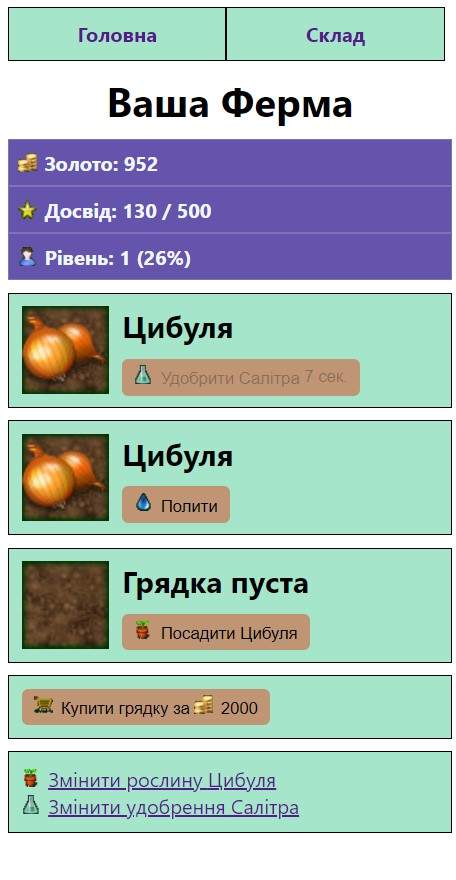 Головна Склад
Ваша Ферма
Золото: 952
Досвід: 130 / 500
Рівень: 1 (26%)
Цибуля
Удобрити Салітра 7 сек.
Цибуля
Полити
Грядка пуста
Посадити Цибуля
Купити грядку за 2000
Змінити рослину Цибуля
Змінити удобрення Салітра